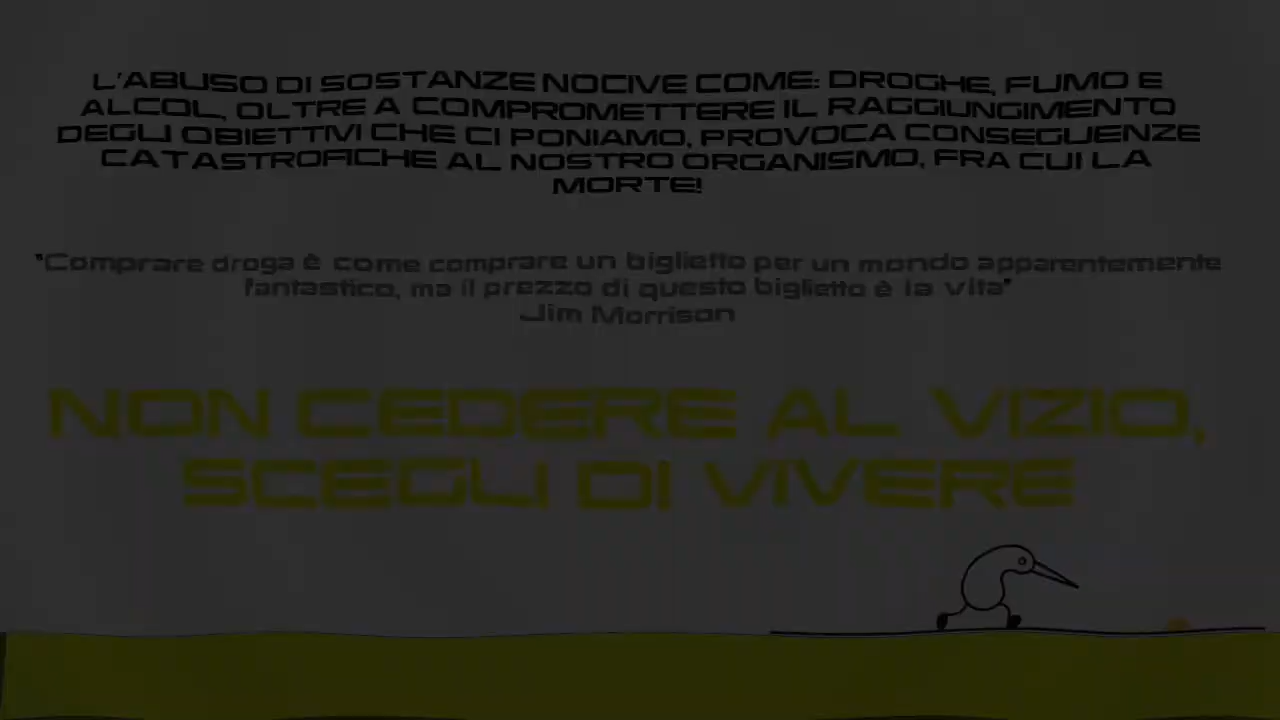 L'ABUSO DI SOSTANZE NOCIVE COME: DROGHE, FUMO E
ALCOL, OLTRE A COMPROMETTERE IL RAGGIUNGIMENTO
DEGLI OBIETTIVI CHE CI PONIAMO, PROVOCA CONSEGUENZE
CATASTROFICHE AL NOSTRO ORGANISMO, FRA CUI LA
MORTE!
"Comprare droga è come comprare un biglietto per un mondo apparentemente
fantastico, ma il prezzo di questo biglietto è la vita"
Jim Morrison
NON CEDERE AL VIZIO,
SCEGLI DI VIVERE